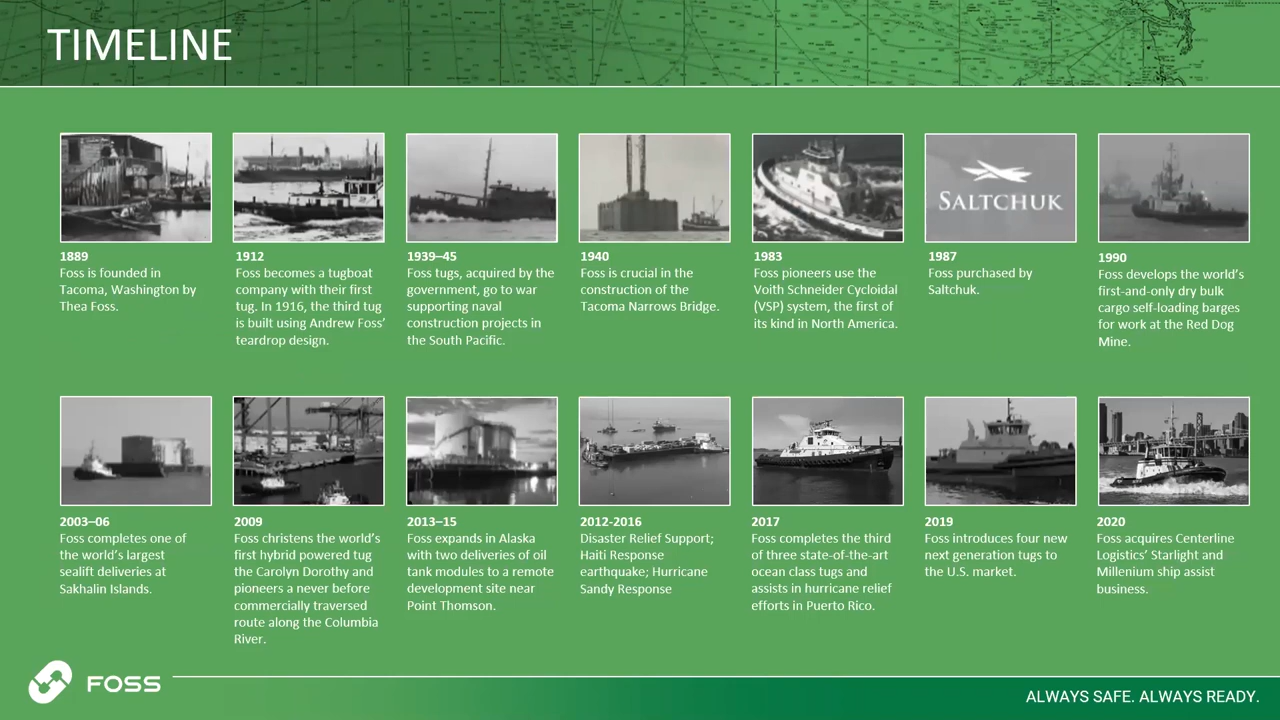 TIMELINE
SALTCHUK
1889
Foss is founded in
Tacoma, Washington by
Thea Foss.
1912
Foss becomes a tugboat
company with their first
tug. In 1916, the third tug
is built using Andrew Foss’
teardrop design.
1939–45
Foss tugs, acquired by the
government, go to war
supporting naval
construction projects in
the South Pacific.
1940
Foss is crucial in the
construction of the
Tacoma Narrows Bridge.
1983
Foss pioneers use the
Voith Schneider Cycloidal
(VSP) system, the first of
its kind in North America.
1987
Foss purchased by
Saltchuk.
1990
Foss develops the world’s
first-and-only dry bulk
cargo self-loading barges
for work at the Red Dog
Mine.
2003–06
Foss completes one of
the world’s largest
sealift deliveries at
Sakhalin Islands.
2009
Foss christens the world’s
first hybrid powered tug
the Carolyn Dorothy and
pioneers a never before
commercially traversed
route along the Columbia
River.
2013–15
Foss expands in Alaska
with two deliveries of oil
tank modules to a remote
development site near
Point Thomson.
2012-2016
Disaster Relief Support;
Haiti Response
earthquake; Hurricane
Sandy Response
2017
Foss completes the third
of three state-of-the-art
ocean class tugs and
assists in hurricane relief
efforts in Puerto Rico.
2019
Foss introduces four new
next generation tugs to
the U.S. market.
2020
Foss acquires Centerline
Logistics’ Starlight and
Millenium ship assist
business.
FOSS
ALWAYS SAFE. ALWAYS READY.